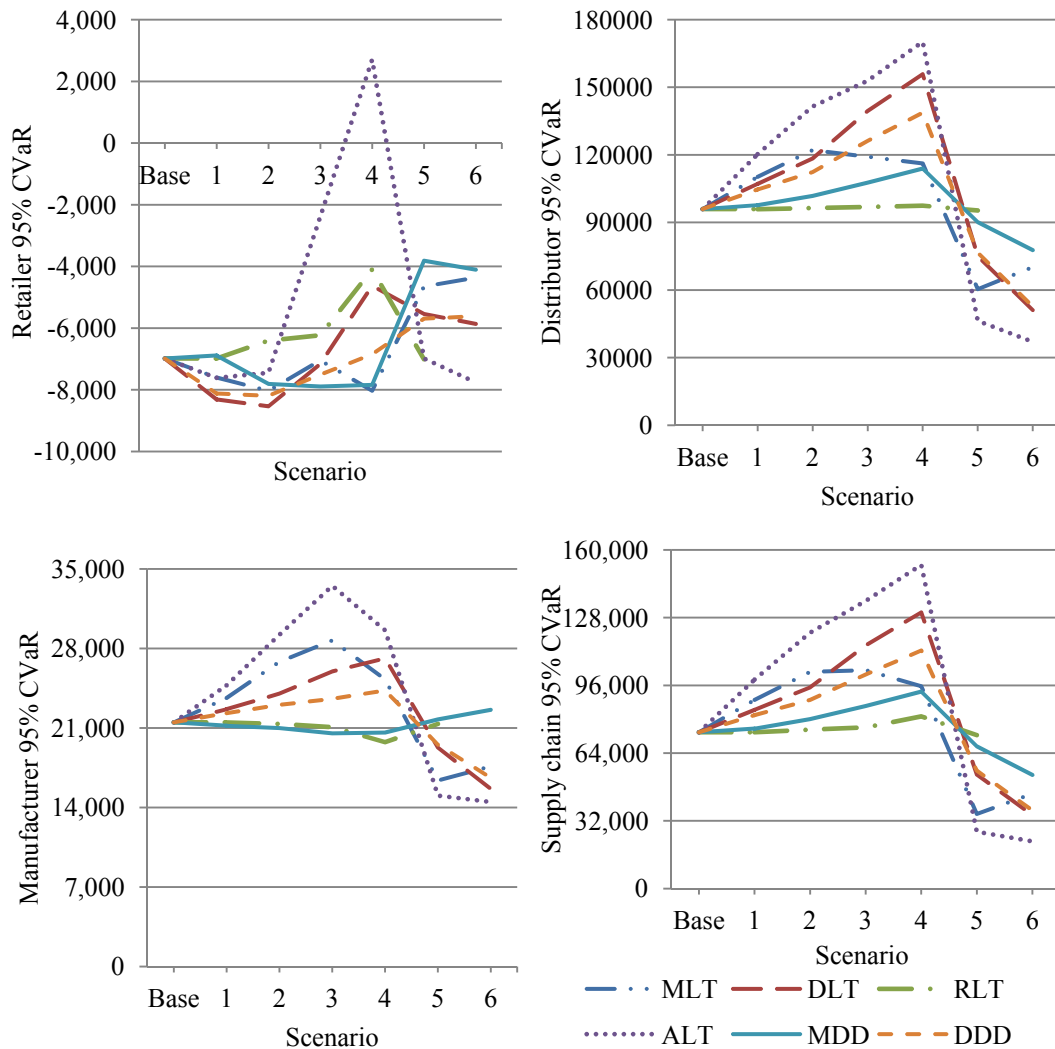 4,000
2,000
0
-2,000
-4,000
-6,000
-8,000
-10,000
Retailer 95% CVaR
Base 1 2 3 4 5 6
Scenario
180000
150000
120000
90000
60000
30000
0
Distributor 95% CVaR
Base 1 2 3 4 5 6
Scenario
35,000
28,000
21,000
14,000
7,000
0
Manufacturer 95% CVaR
Base 1 2 3 4 5 6
Scenario
160,000
128,000
96,000
64,000
32,000
0
Supply chain 95% CVaR
Base 1 2 3 4 5 6
Scenario
MLT DLT RLT
ALT MDD DDD